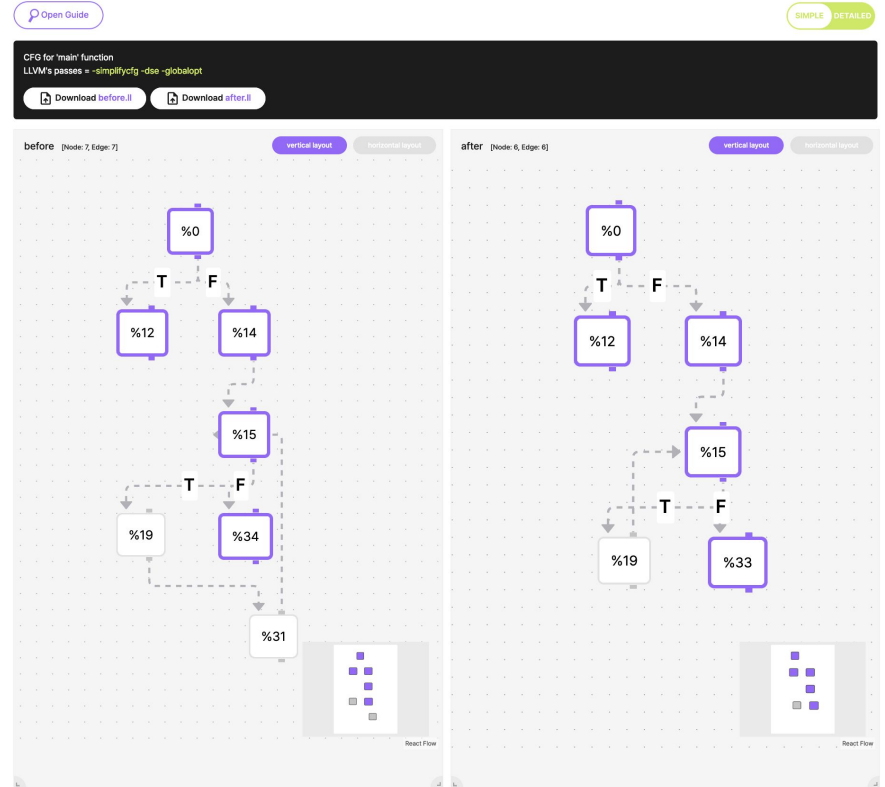 Open Guide
SIMPLE DETAILED
CFG for 'main' function
LLVM's passes = -simplifycfg -dse -globalopt
Download before.ll Download after.ll
before [Node: 7, Edge: 7]
vertical layout
horizontal layout
%0
T F
%12 %14
%15
T F
%19 %34
%31
React Flow
after [Node: 6, Edge: 6]
vertical layout
horizontal layout
%0
T F
%12 %14
%15
T F
%19 %33
React Flow